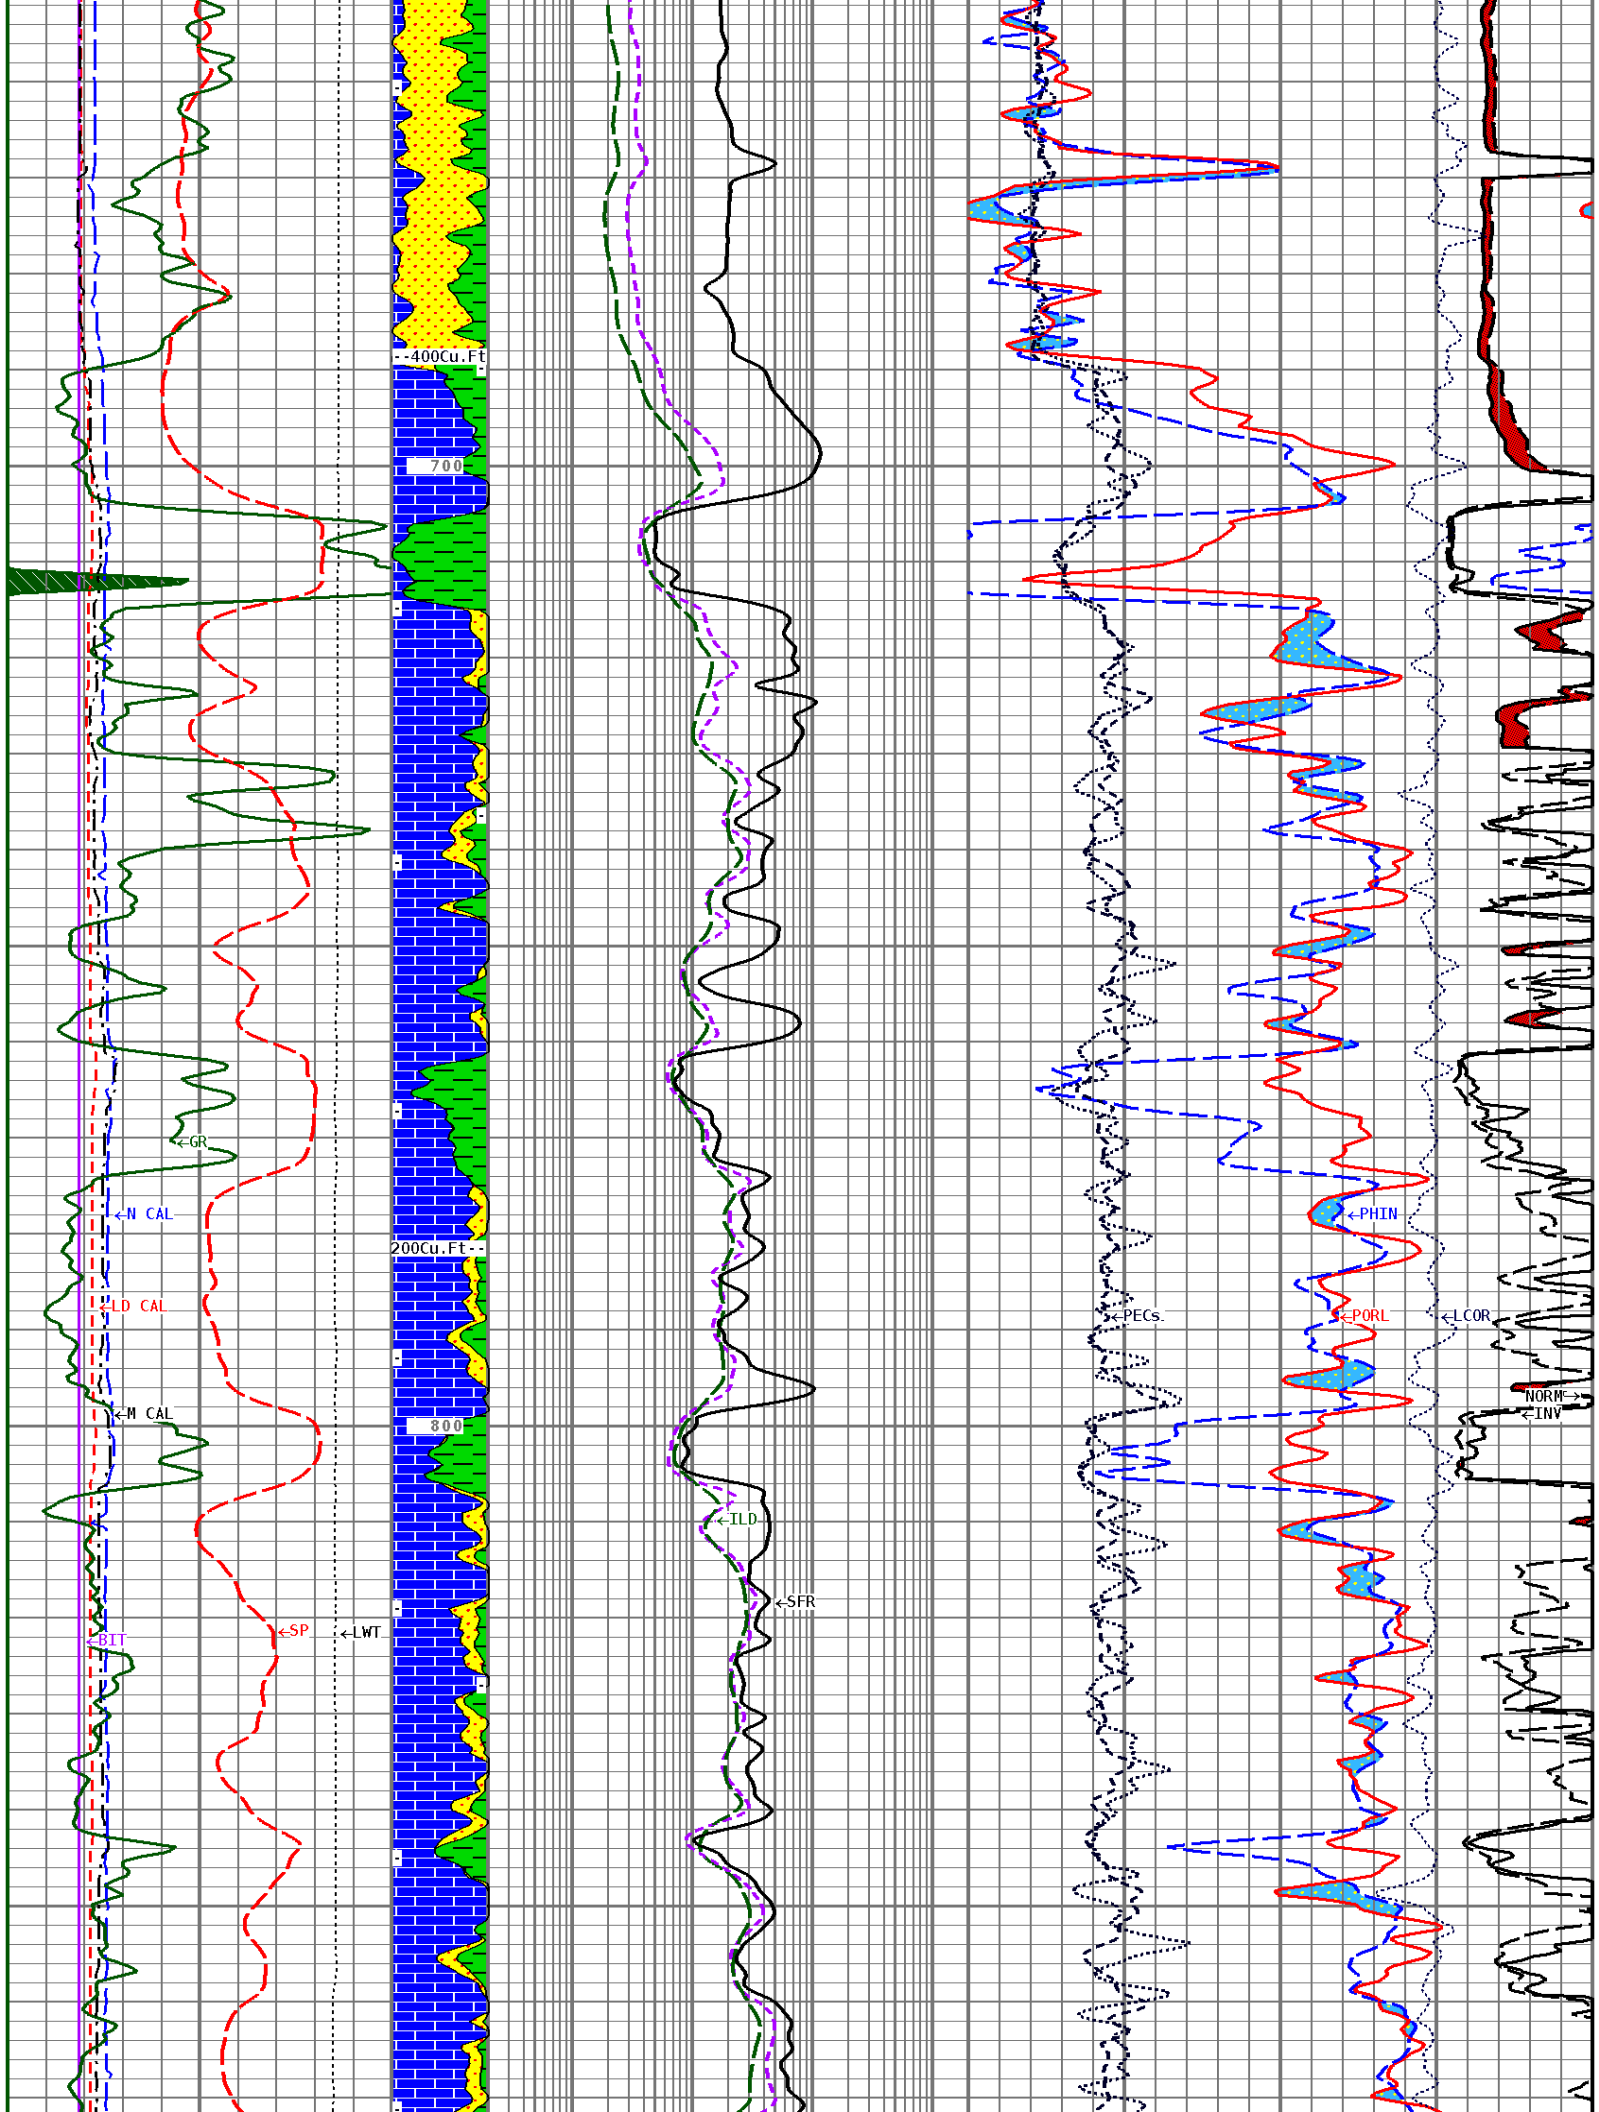 --400Cu.Ft
700
←GR
←N CAL
←PHIN
200Cu.Ft--
←LD CAL
←PECs.
←PORL
←LCOR
NORM→
←M CAL
←INV
800
←ILD
←SFR
←SP
←LWT
←BIT